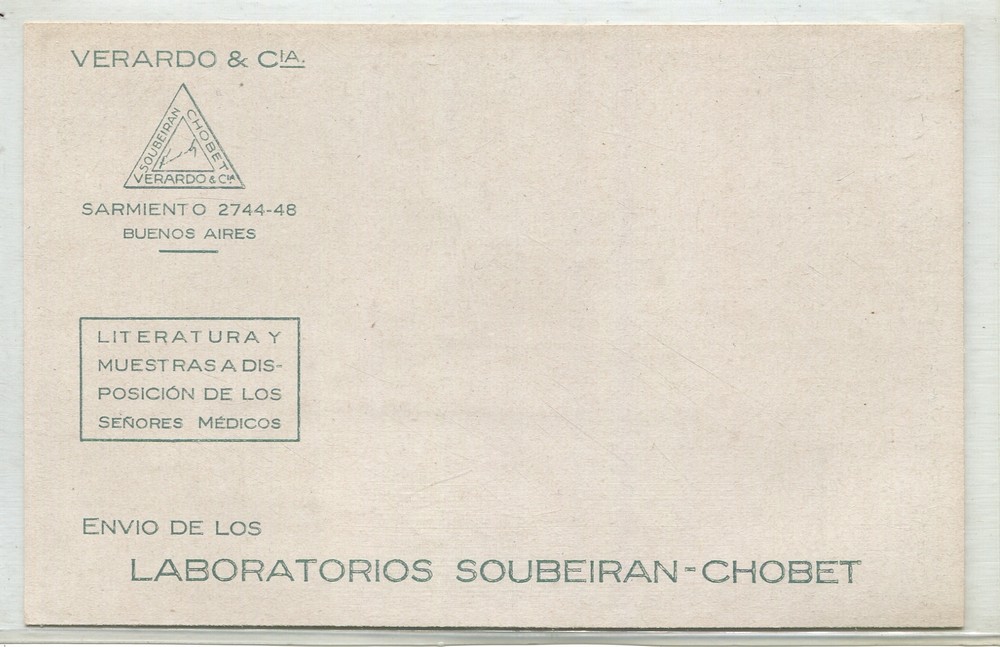 VERARDO & CIA.
SOUBEIRAN
CHOBET
VERARDO & CIA
SARMIENTO 2744-48
BUENOS AIRES
LITERATURA Y
MUESTRAS A DIS-
POSICIÓN DE LOS
SEÑORES MÉDICOS
ENVIO DE LOS
LABORATORIOS SOUBEIRAN-CHOBET